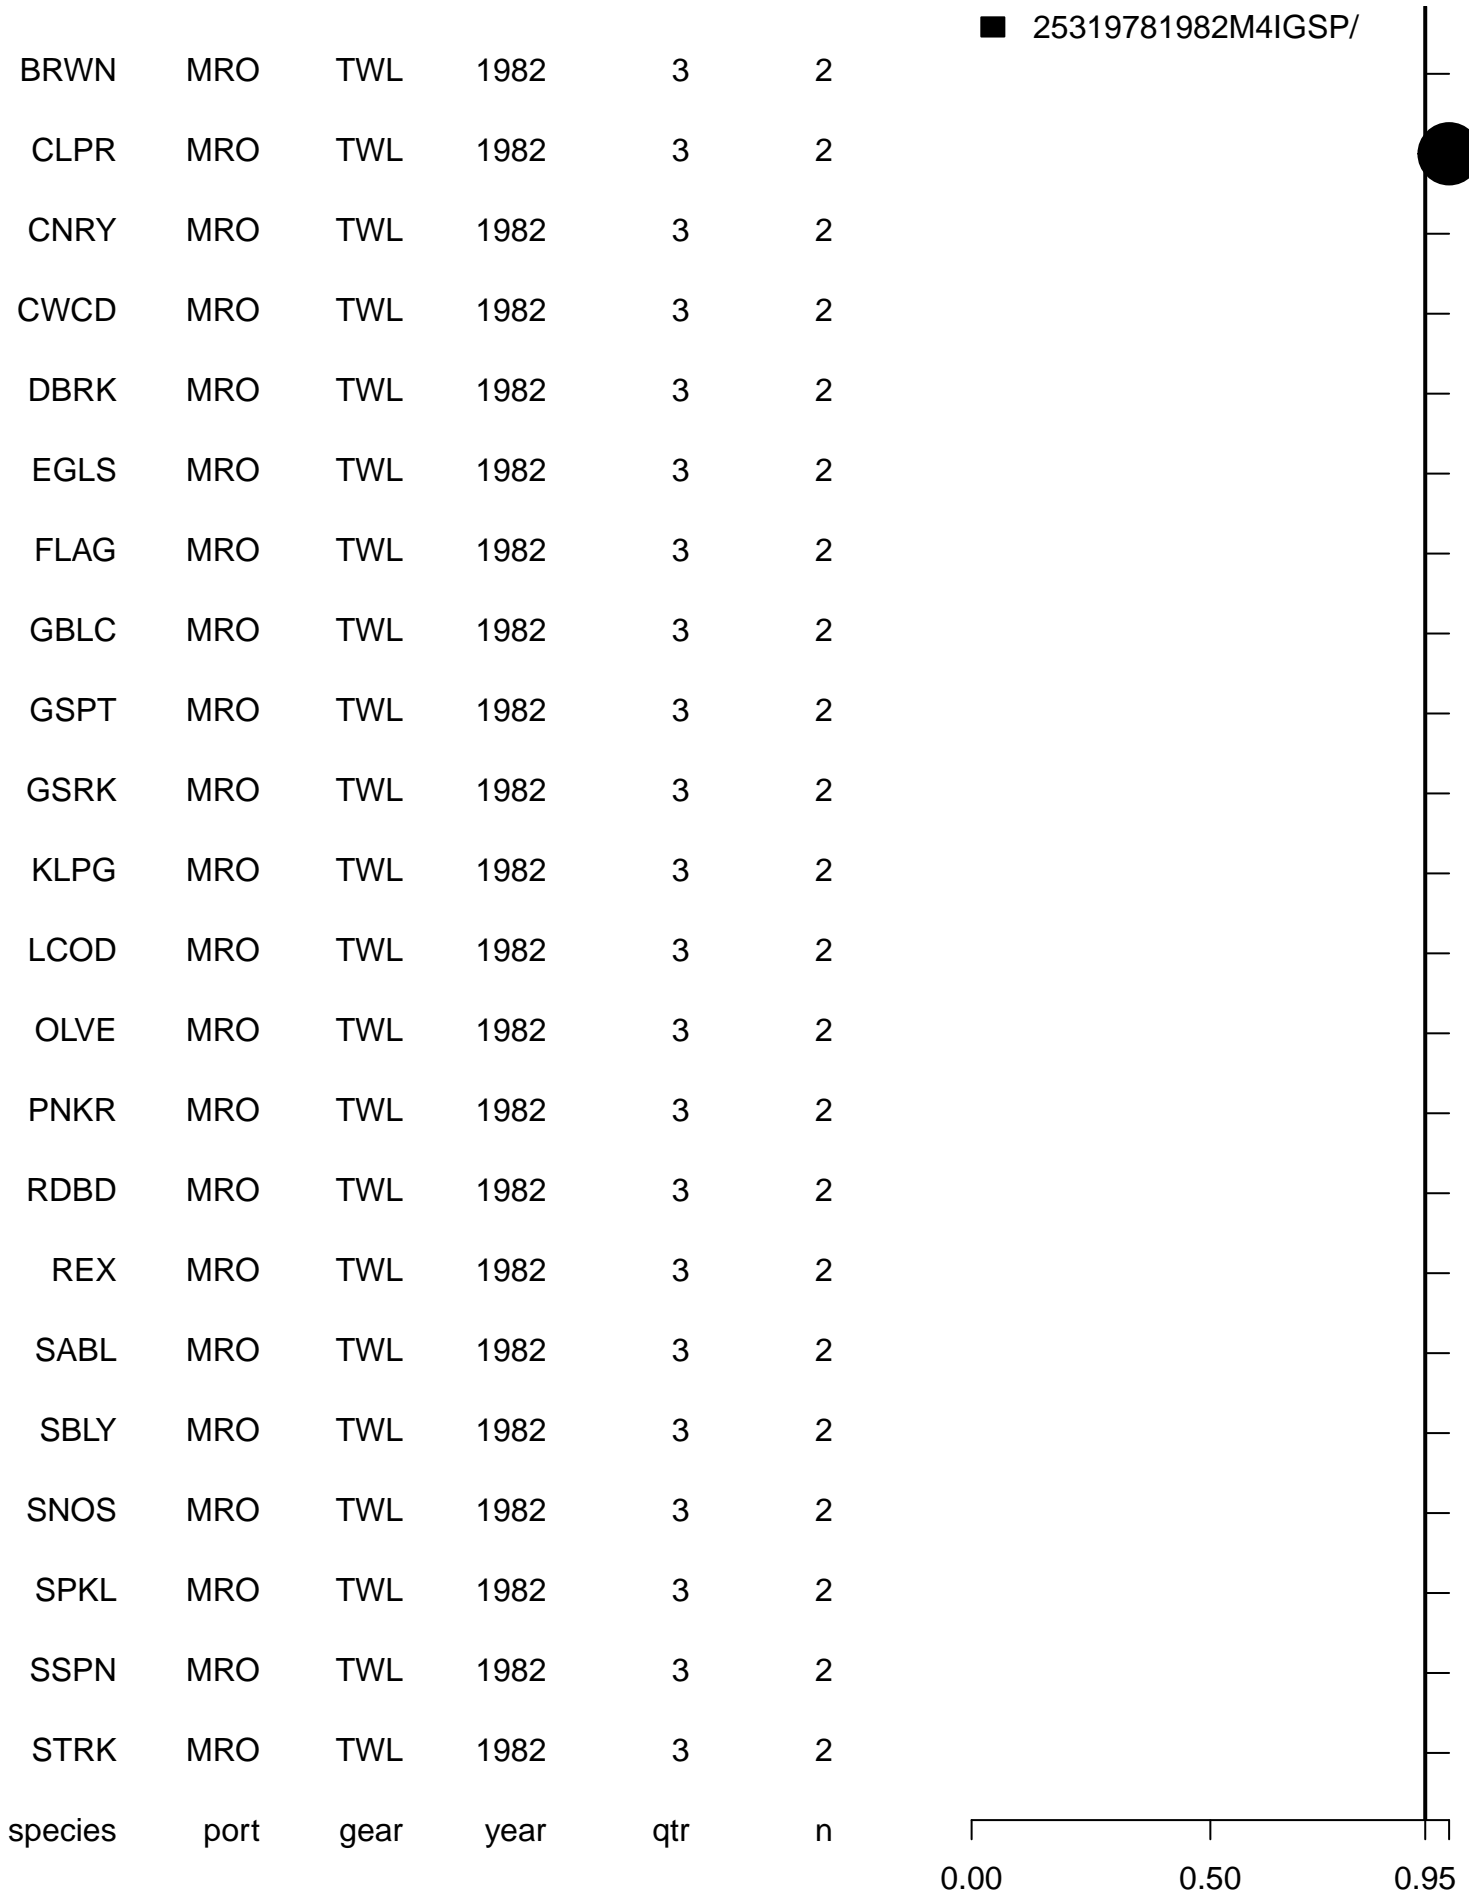 25319781982M4IGSP/
BRWN MRO TWL 1982 3 2
CLPR MRO TWL 1982 3 2
CNRY MRO TWL 1982 3 2
CWCD MRO TWL 1982 3 2
DBRK MRO TWL 1982 3 2
EGLS MRO TWL 1982 3 2
FLAG MRO TWL 1982 3 2
GBLC MRO TWL 1982 3 2
GSPT MRO TWL 1982 3 2
GSRK MRO TWL 1982 3 2
KLPG MRO TWL 1982 3 2
LCOD MRO TWL 1982 3 2
OLVE MRO TWL 1982 3 2
PNKR MRO TWL 1982 3 2
RDBD MRO TWL 1982 3 2
REX MRO TWL 1982 3 2
SABL MRO TWL 1982 3 2
SBLY MRO TWL 1982 3 2
SNOS MRO TWL 1982 3 2
SPKL MRO TWL 1982 3 2
SSPN MRO TWL 1982 3 2
STRK MRO TWL 1982 3 2
species port gear year qtr n
0.00 0.50 0.95